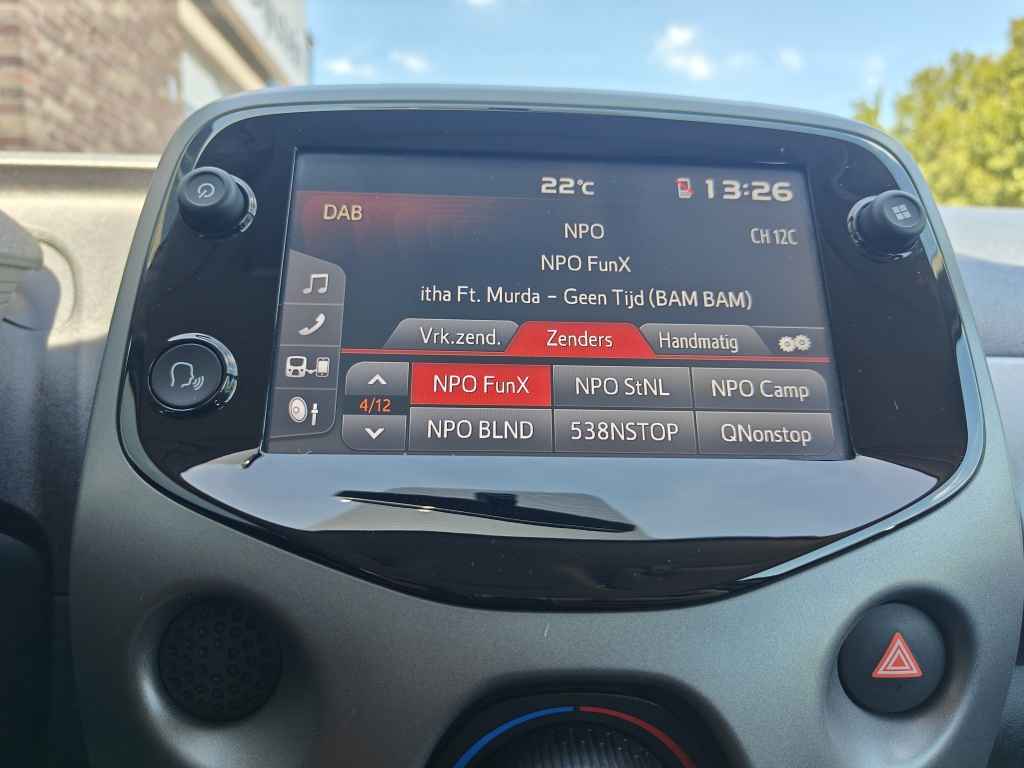 22°C
13:26
DAB
NPO
CH 12C
NPO FunX
itha Ft. Murda - Geen Tijd (BAM BAM)
Vrk.zend.
Zenders
Handmatig
4/12
NPO FunX
NPO StNL
NPO Camp
NPO BLND
538NSTOP
QNonstop